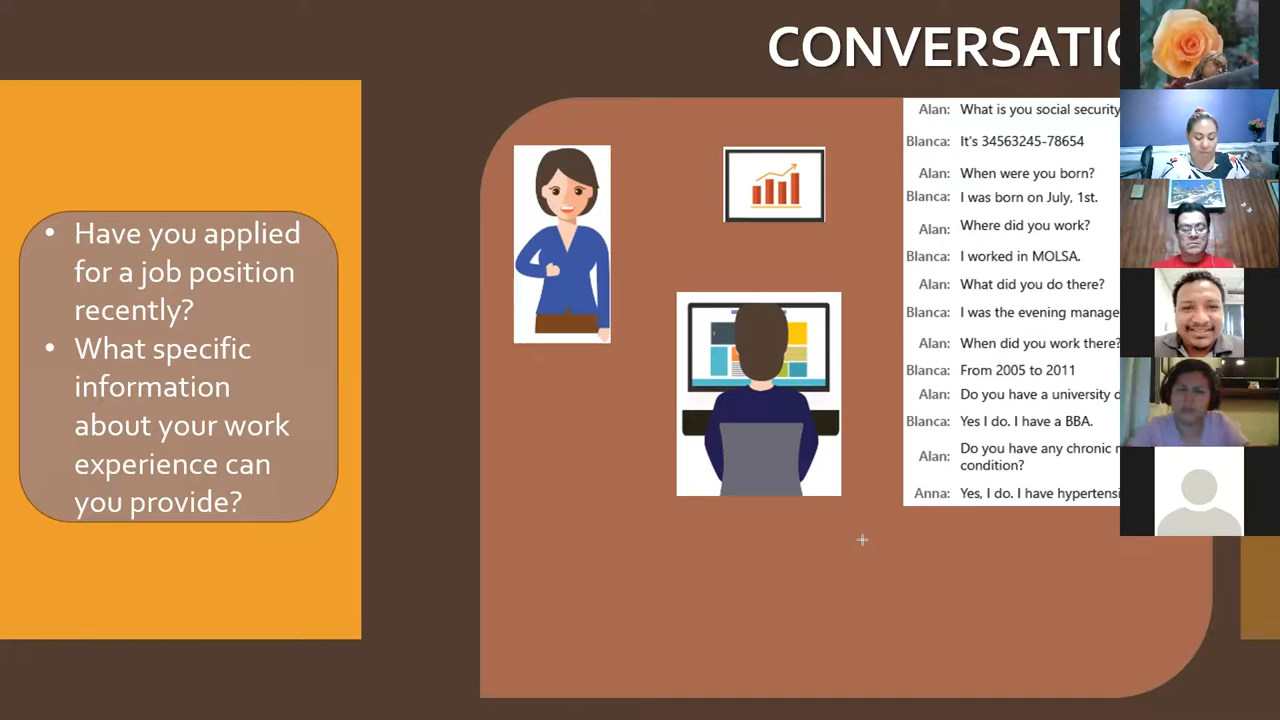 CONVERSATIO
Have you applied
for a job position
recently?
What specific
information
about your work
experience can
you provide?
Alan: What is you social security
Blanca: It's 34563245-78654
Alan: When were you born?
Blanca: I was born on July, 1st.
Alan: Where did you work?
Blanca: I worked in MOLSA.
Alan: What did you do there?
Blanca: I was the evening manage
Alan: When did you work there?
Blanca: From 2005 to 2011
Alan: Do you have a university d
Blanca: Yes I do. I have a BBA.
Alan: Do you have any chronic
condition?
Anna: Yes, I do. I have hypertensi